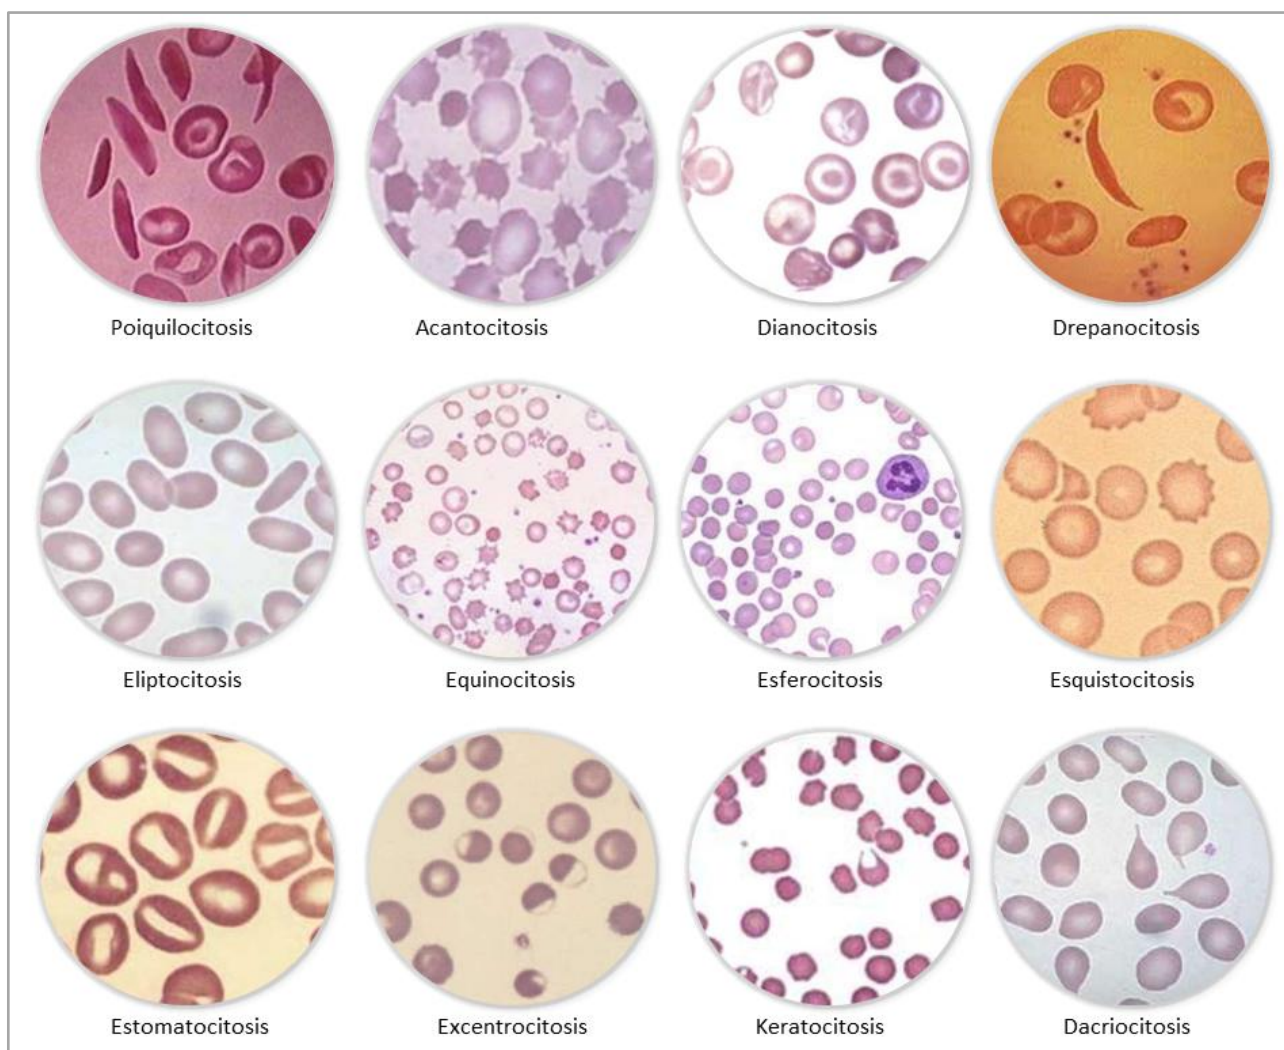 Poiquilocitosis
Acantocitosis
Dianocitosis
Drepanocitosis
Eliptocitosis
Equinocitosis
Esferocitosis
Esquistocitosis
Estomatocitosis
Excentrocitosis
Keratocitosis
Dacriocitosis